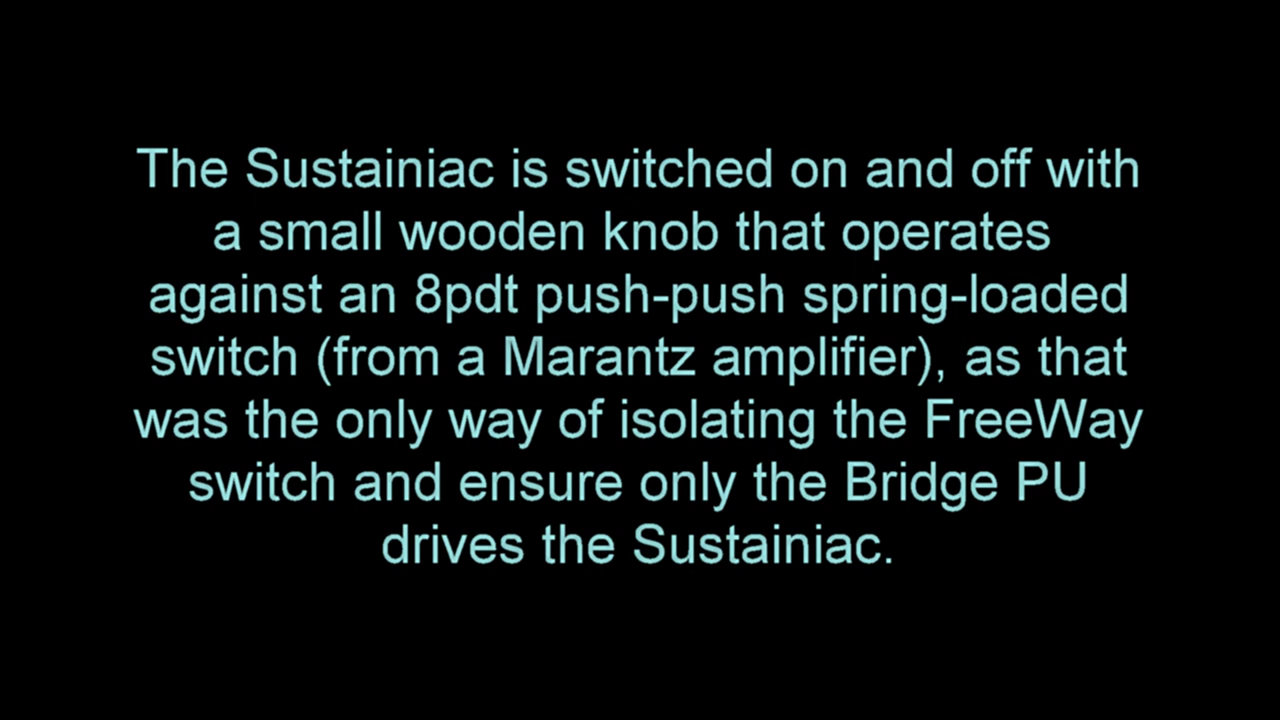 The Sustainiac is switched on and off with
a small wooden knob that operates
against an 8pdt push-push spring-loaded
switch (from a Marantz amplifier), as that
was the only way of isolating the FreeWay
switch and ensure only the Bridge PU
drives the Sustainiac.